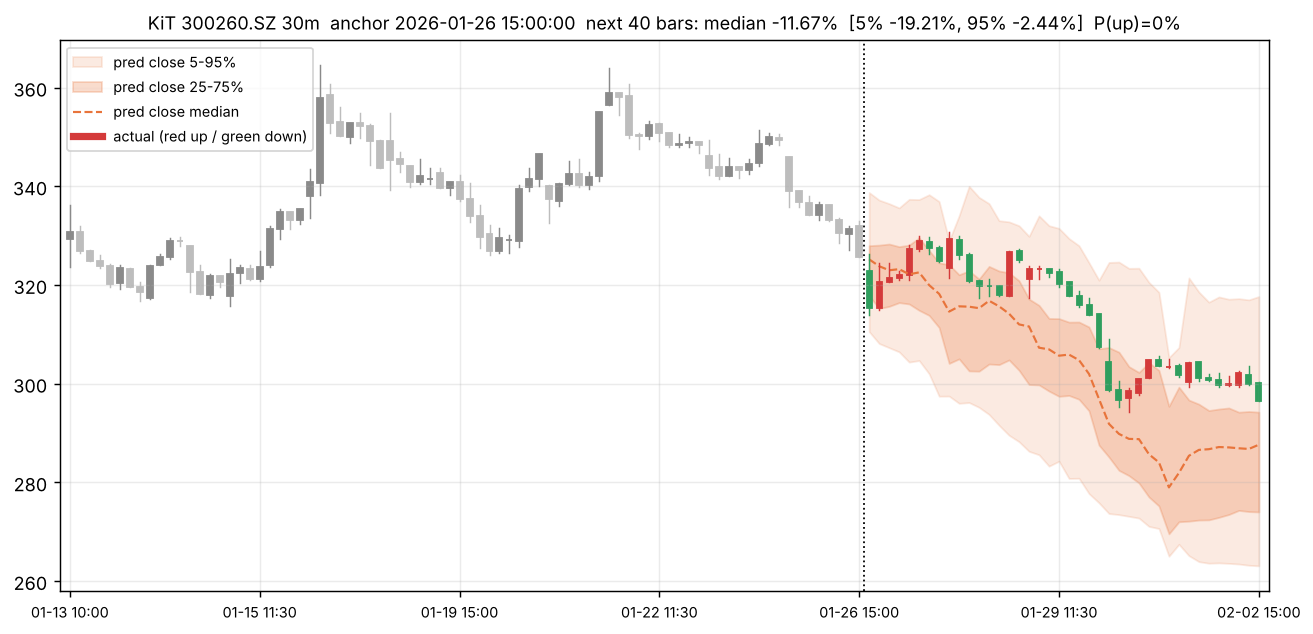 KiT 300260.SZ 30m  anchor 2026-01-26 15:00:00  next 40 bars: median -11.67%  [5% -19.21%, 95% -2.44%]  P(up)=0%
pred close 5-95%
pred close 25-75%
pred close median
actual (red up / green down)
360
340
320
300
280
260
01-13 10:00
01-15 11:30
01-19 15:00
01-22 11:30
01-26 15:00
01-29 11:30
02-02 15:00